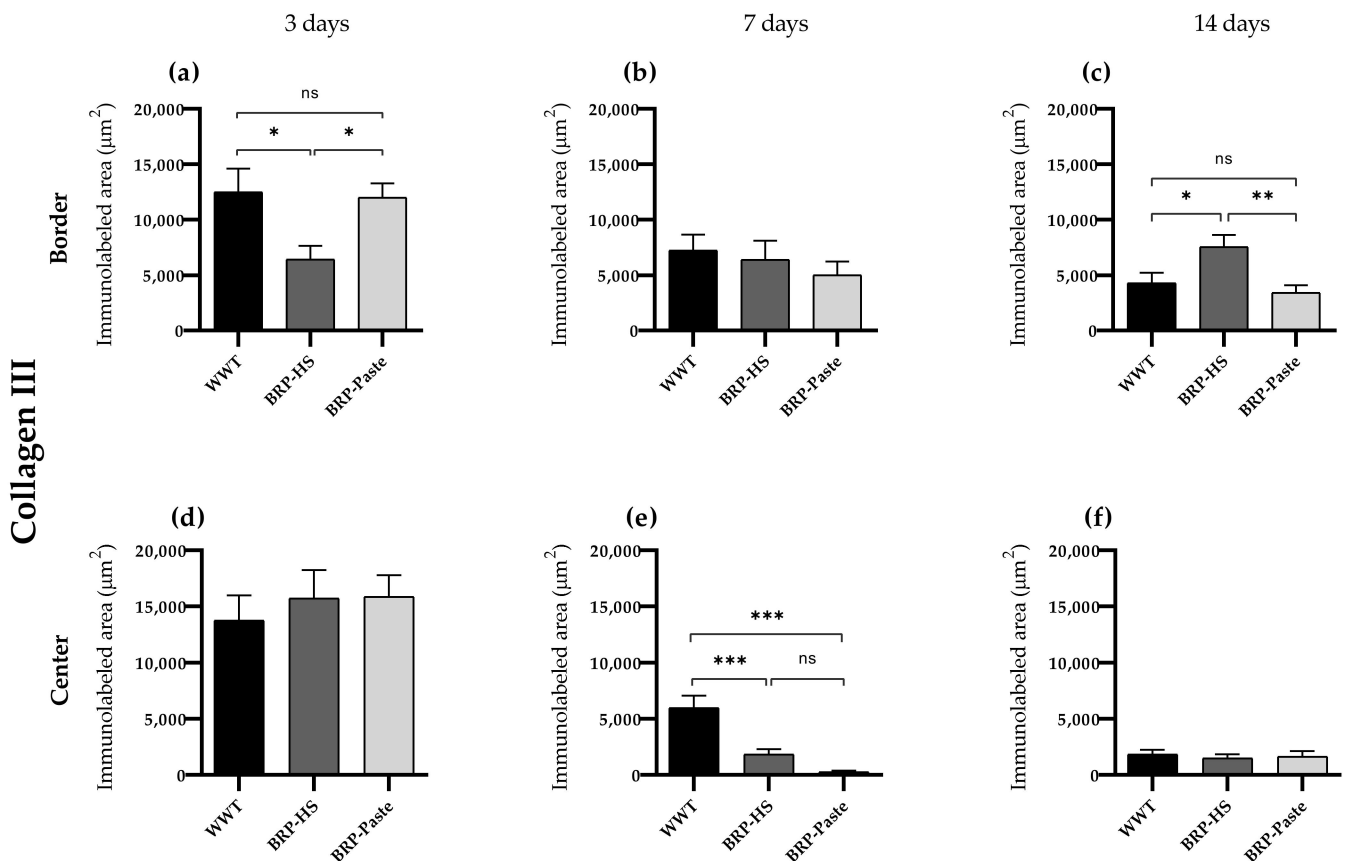 3 days
7 days
14 days
Collagen III
Border
Center
(a)
Immunolabeled area (μm²)
20,000
15,000
10,000
5,000
0
ns
*
*
WWT
BRP-HS
BRP-Paste
(b)
Immunolabeled area (μm²)
20,000
15,000
10,000
5,000
0
WWT
BRP-HS
BRP-Paste
(c)
Immunolabeled area (μm²)
20,000
15,000
10,000
5,000
0
ns
*
**
WWT
BRP-HS
BRP-Paste
(d)
Immunolabeled area (μm²)
20,000
15,000
10,000
5,000
0
WWT
BRP-HS
BRP-Paste
(e)
Immunolabeled area (μm²)
20,000
15,000
10,000
5,000
0
***
***
ns
WWT
BRP-HS
BRP-Paste
(f)
Immunolabeled area (μm²)
20,000
15,000
10,000
5,000
0
WWT
BRP-HS
BRP-Paste